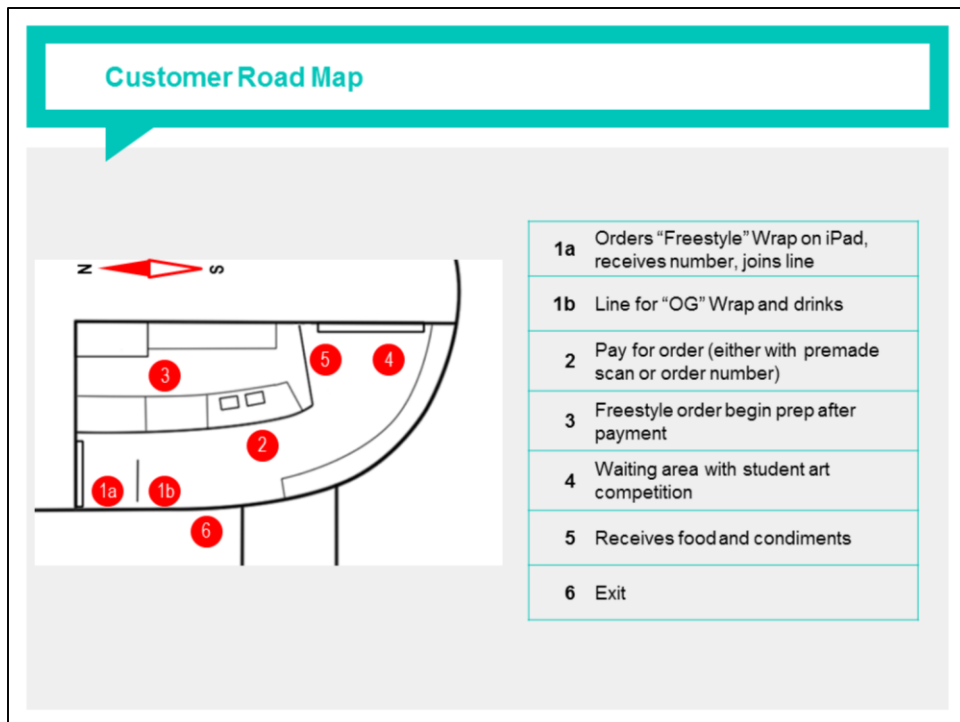 Customer Road Map
N S
3
5
4
2
1a
1b
6
1a Orders “Freestyle” Wrap on iPad,
receives number, joins line
1b Line for “OG” Wrap and drinks
2 Pay for order (either with premade
scan or order number)
3 Freestyle order begin prep after
payment
4 Waiting area with student art
competition
5 Receives food and condiments
6 Exit